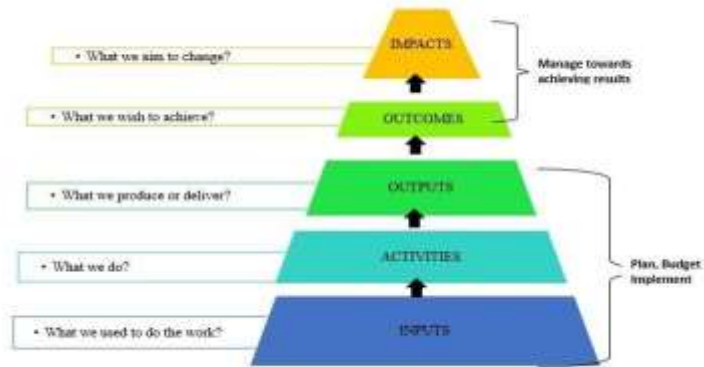 IMPACTS
• What we aim to change?
Manage towards
achieving results
• What we wish to achieve?
OUTCOMES
OUTPUTS
• What we produce or deliver?
ACTIVITIES
• What we do?
Plan, Budget
Implement
• What we used to do the work?
INPUTS